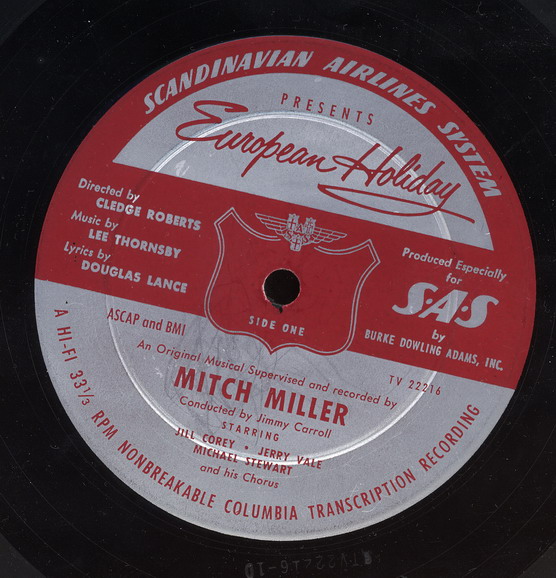 SCANDINAVIAN AIRLINES SYSTEM
PRESENTS
European Holiday
Directed by
CLEDGE ROBERTS
Music by
LEE THORNSBY
Lyrics by
DOUGLAS LANCE
SIDE ONE
Produced Especially
for
S·A·S
by
BURKE DOWLING ADAMS, INC.
ASCAP and BMI
TV 22216
An Original Musical Supervised and recorded by
MITCH MILLER
Conducted by Jimmy Carroll
STARRING
JILL COREY · JERRY VALE
MICHAEL STEWART
and his Chorus
A HI-FI 33 1/3 RPM NONBREAKABLE COLUMBIA TRANSCRIPTION RECORDING